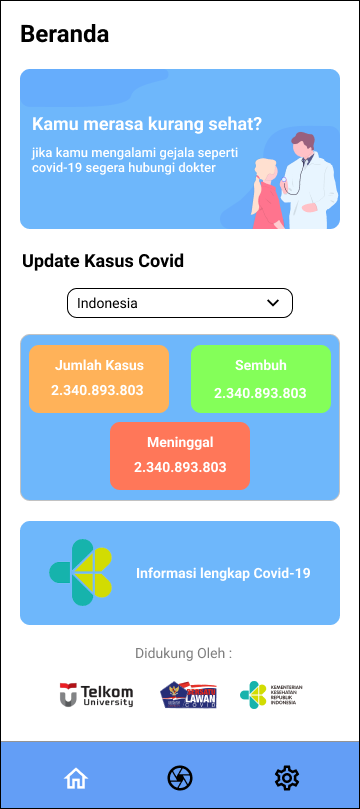 Beranda
Kamu merasa kurang sehat?
jika kamu mengalami gejala seperti
covid-19 segera hubungi dokter
Update Kasus Covid
Indonesia
Jumlah Kasus
2.340.893.803
Sembuh
2.340.893.803
Meninggal
2.340.893.803
Informasi lengkap Covid-19
Didukung Oleh :
Telkom
University
LAWAN
COVID
KEMENTERIAN
KESEHATAN
REPUBLIK
INDONESIA